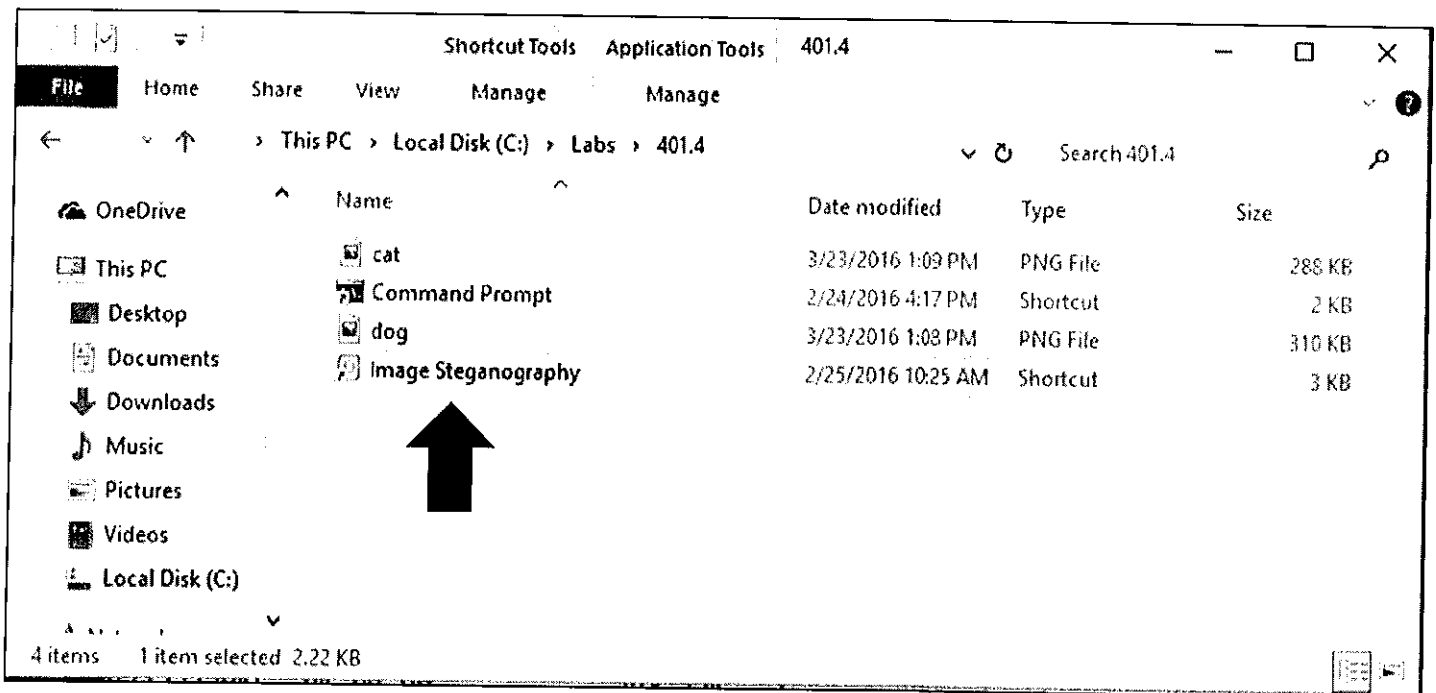 Shortcut Tools Application Tools 401.4
File Home Share View Manage Manage
This PC > Local Disk (C:) > Labs > 401.4 Search 401.4
Name Date modified Type Size
OneDrive
This PC
Desktop
Documents
Downloads
Music
Pictures
Videos
Local Disk (C:)
cat 3/23/2016 1:09 PM PNG File 288 KB
Command Prompt 2/24/2016 4:17 PM Shortcut 2 KB
dog 3/23/2016 1:08 PM PNG File 310 KB
Image Steganography 2/25/2016 10:25 AM Shortcut 3 KB
4 items 1 item selected 2.22 KB